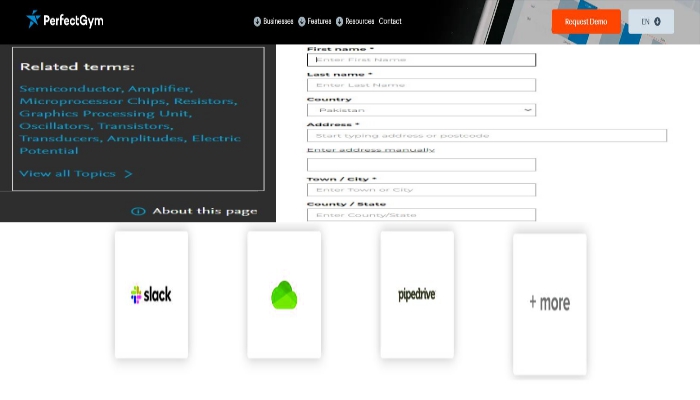 PerfectGym
Businesses Features Resources Contact
Request Demo
EN
Related terms:
Semiconductor, Amplifier,
Microprocessor Chips, Resistors,
Graphics Processing Unit,
Oscillators, Transistors,
Transducers, Amplitudes, Electric
Potential
View all Topics
About this page
First name *
Enter First Name
Last name *
Enter Last Name
Country
Pakistan
Address *
Start typing address or postcode
Enter address manually
Town / City *
Enter Town or City
County / State
Enter County/State
slack
pipedrive
+ more